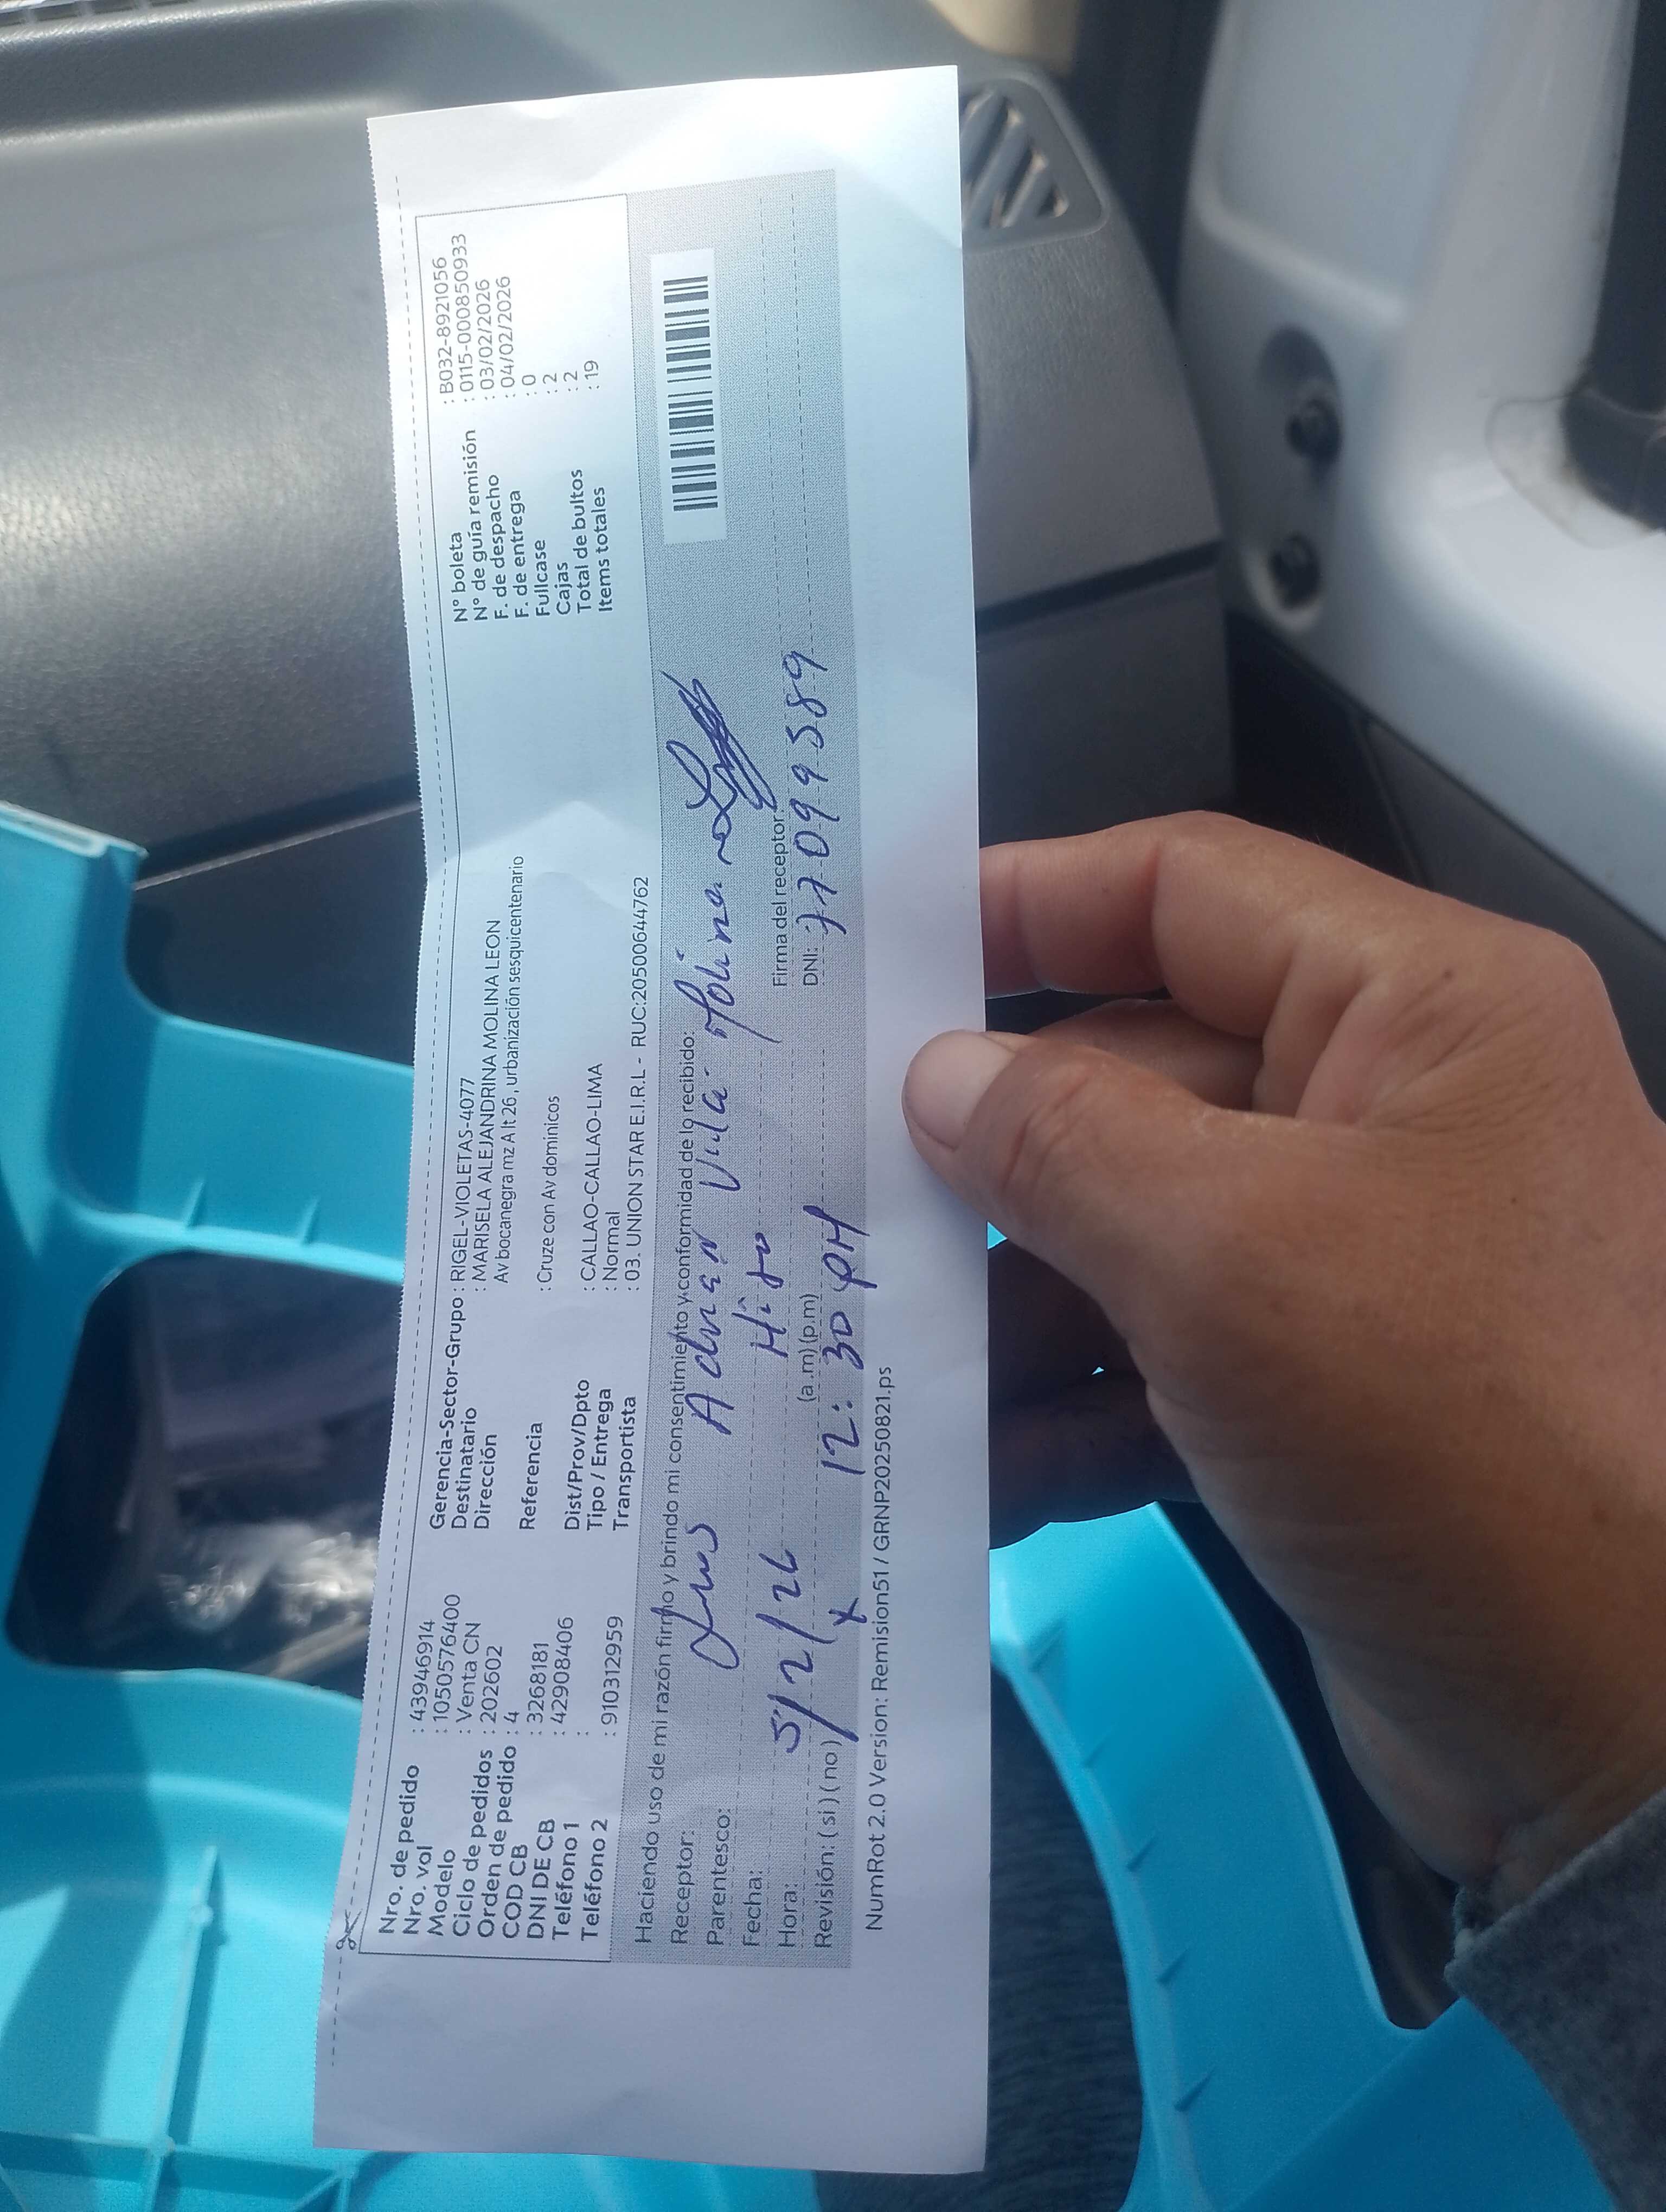 Nro. de pedido : 43946914
Nro. vol : 1050576400
Modelo : Venta CN
Ciclo de pedidos : 202602
Orden de pedido : 4
COD CB : 3268181
DNI DE CB : 42908406
Teléfono 1 :
Teléfono 2 : 910312959
Gerencia-Sector-Grupo : RIGEL-VIOLETAS-4077
Destinatario : MARISELA ALEJANDRINA MOLINA LEON
Dirección Av bocanegra mz A lt 26 , urbanización sesquicentenario
Referencia : Cruze con Av dominicos
Dist/Prov/Dpto : CALLAO-CALLAO-LIMA
Tipo / Entrega : Normal
Transportista : 03. UNION STAR E.I.R.L - RUC:20500644762
N° boleta : B032-8921056
N° de guía remisión : 0115-000850933
F. de despacho : 03/02/2026
F. de entrega : 04/02/2026
Fullcase : 0
Cajas : 2
Total de bultos : 2
Items totales : 19
Haciendo uso de mi razón firmo y brindo mi consentimiento y conformidad de lo recibido:
Receptor: Luis Adrian Molina
Parentesco: Hijo
Fecha: 5/2/26
Hora: (a.m) (p.m) 12:30 PM
Revisión: ( si ) ( no ) x
Firma del receptor:
DNI: 77099589
NumRot 2.0 Version: Remision51 / GRNP20250821.ps